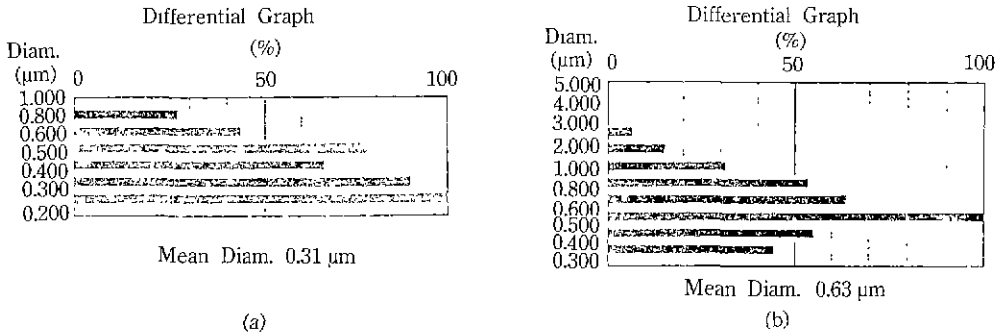 Differential Graph
Diam.
(μm)
(%)
0 50 100
1.000
0.800
0.600
0.500
0.400
0.300
0.200
Mean Diam. 0.31 μm
(a)
Differential Graph
Diam.
(μm)
(%)
0 50 100
5.000
4.000
3.000
2.000
1.000
0.800
0.600
0.500
0.400
0.300
Mean Diam. 0.63 μm
(b)